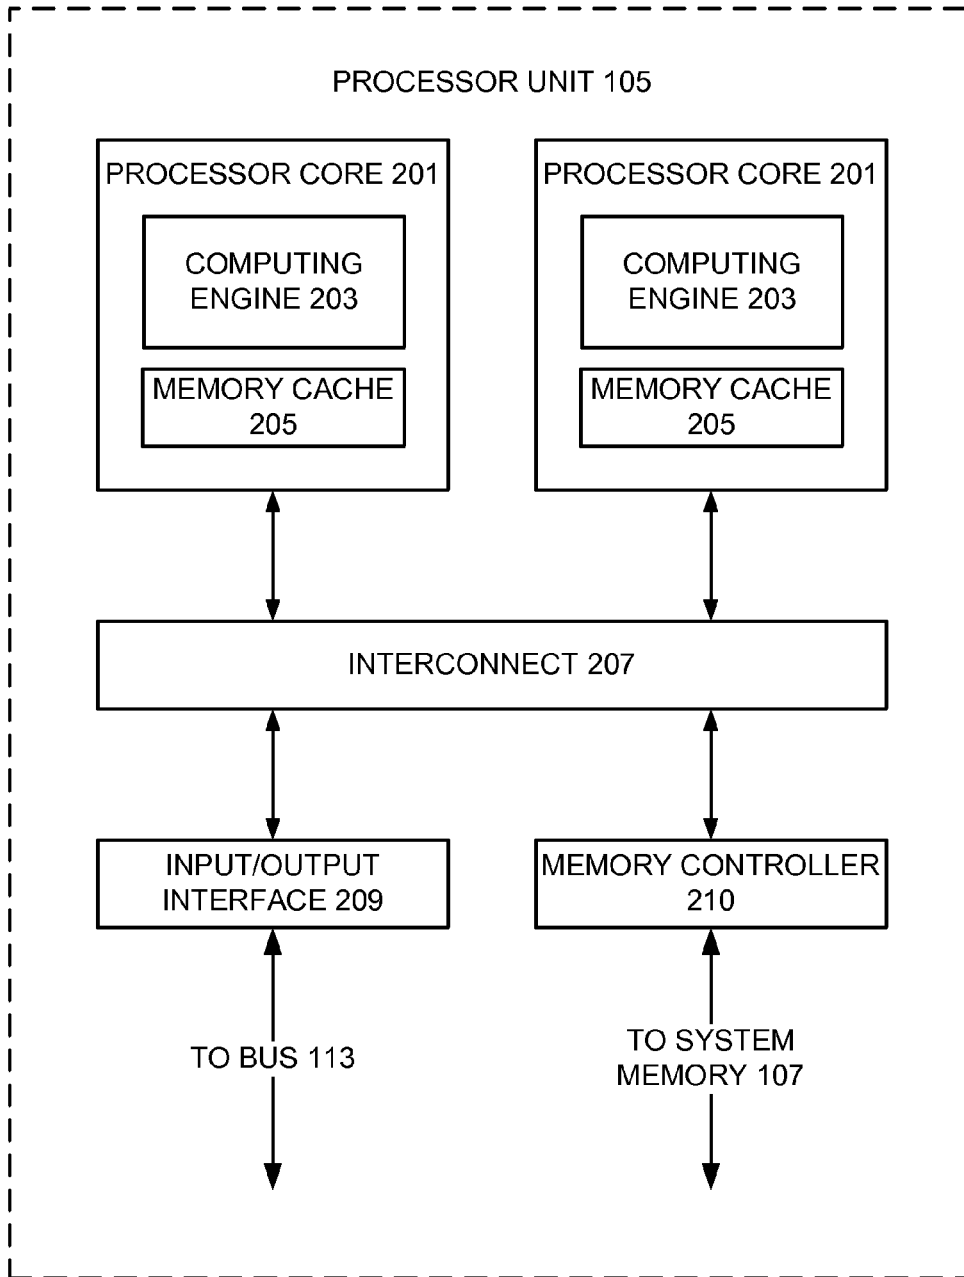 PROCESSOR UNIT 105
PROCESSOR CORE 201
COMPUTING
ENGINE 203
MEMORY CACHE
205
PROCESSOR CORE 201
COMPUTING
ENGINE 203
MEMORY CACHE
205
INTERCONNECT 207
INPUT/OUTPUT
INTERFACE 209
MEMORY CONTROLLER
210
TO BUS 113
TO SYSTEM
MEMORY 107